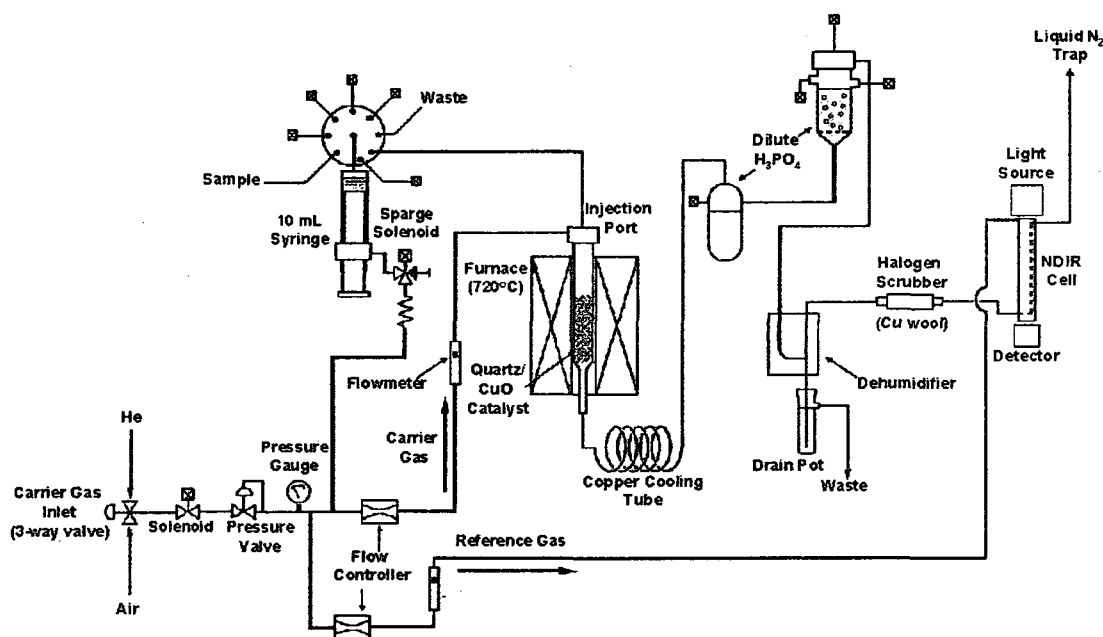 Liquid N2
Trap
Waste
Dilute
H3PO4
Light
Source
Sample
10 mL
Syringe
Sparge
Solenoid
Injection
Port
Furnace
(720°C)
Halogen
Scrubber
(Cu wool)
NDIR
Cell
Detector
Flowmeter
Quartz/
CuO
Catalyst
Dehumidifier
He
Pressure
Gauge
Carrier
Gas
Copper Cooling
Tube
Drain Pot
Waste
Carrier Gas
Inlet
(3-way valve)
Solenoid
Pressure
Valve
Flow
Controller
Reference Gas
Air